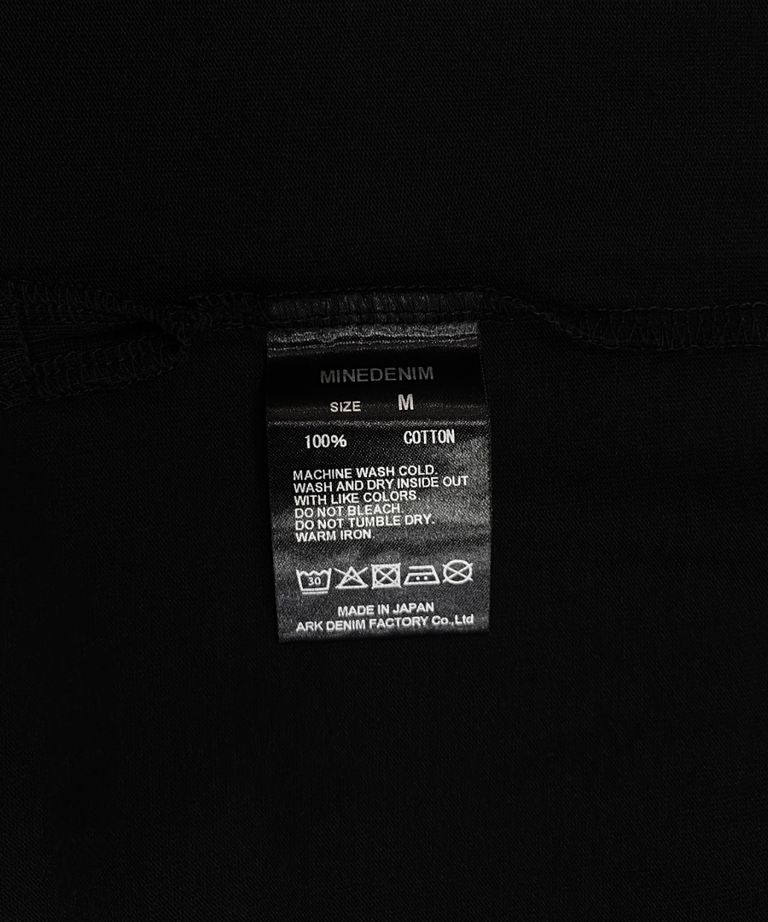 MINEDENIM
SIZE M
100% COTTON
MACHINE WASH COLD.
WASH AND DRY INSIDE OUT
WITH LIKE COLORS.
DO NOT BLEACH.
DO NOT TUMBLE DRY.
WARM IRON.
30
MADE IN JAPAN
ARK DENIM FACTORY Co.,Ltd